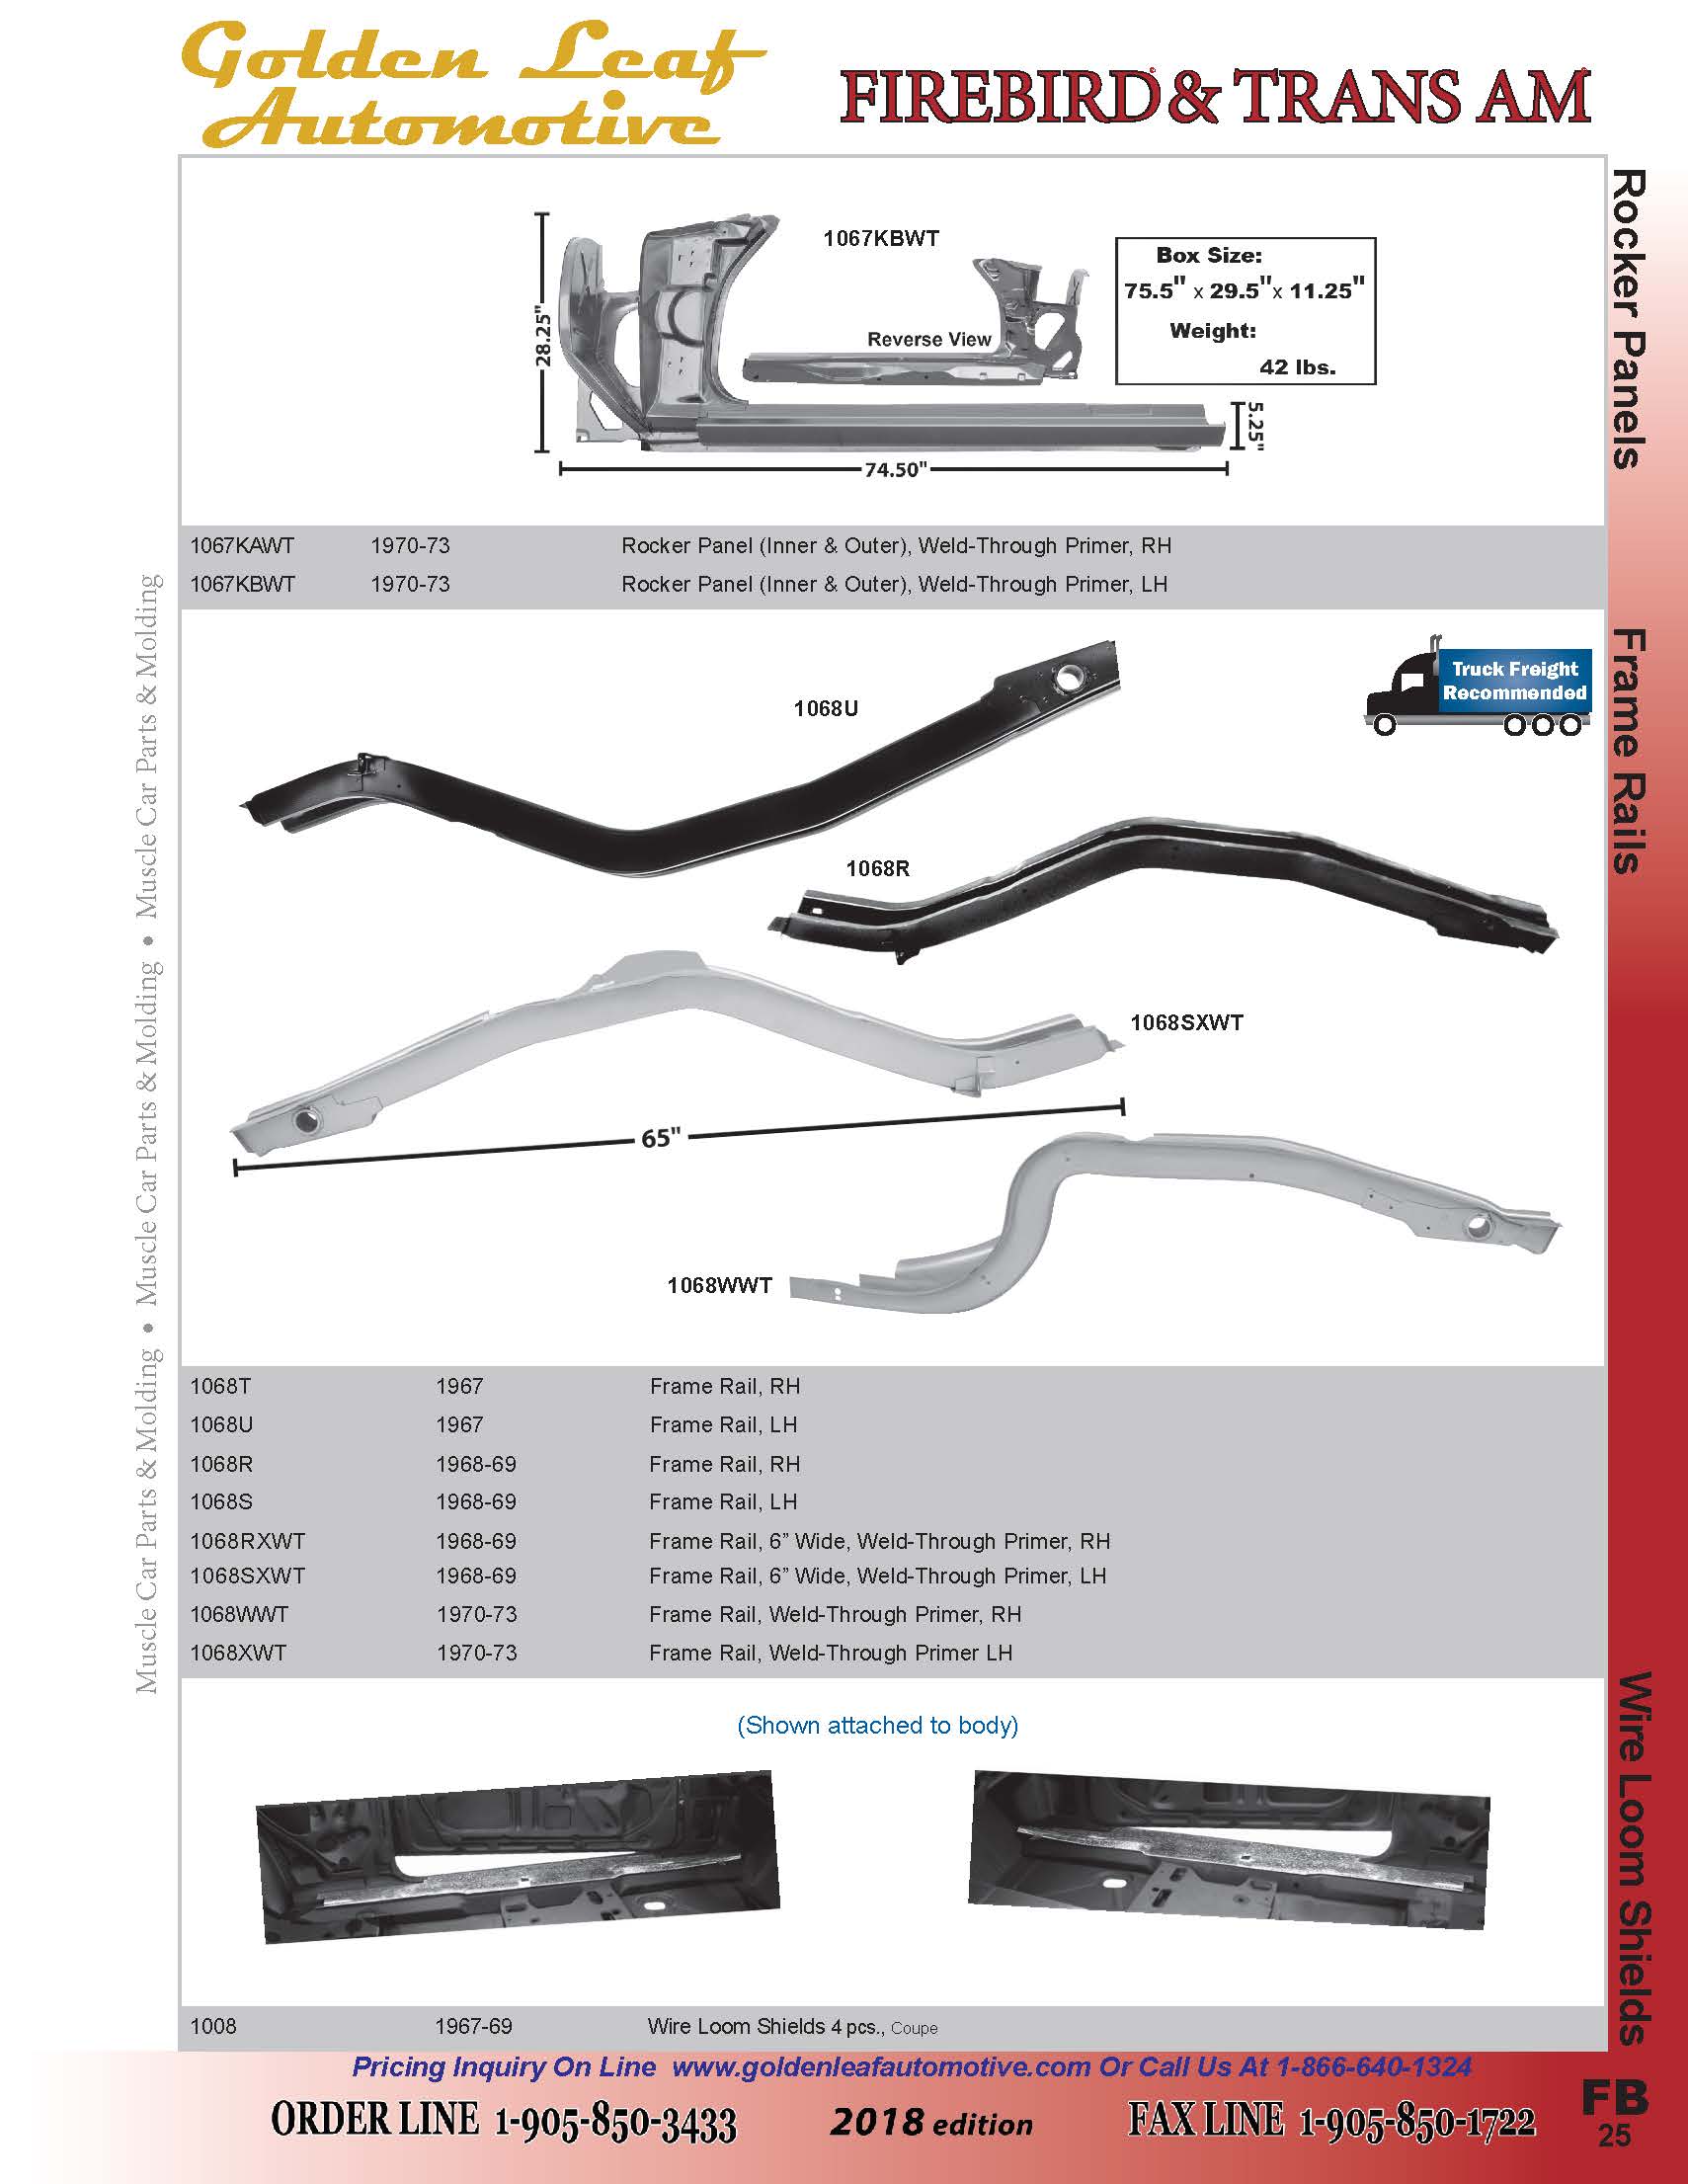 Golden Leaf
Automotive
FIREBIRD & TRANS AM
1067KBWT
Box Size:
75.5" x 29.5"x 11.25"
Weight:
42 lbs.
Reverse View
28.25"
5.25"
74.50"
Rocker Panels
1067KAWT 1970-73 Rocker Panel (Inner & Outer), Weld-Through Primer, RH
1067KBWT 1970-73 Rocker Panel (Inner & Outer), Weld-Through Primer, LH
Truck Freight
Recommended
Frame Rails
1068U
1068R
1068SXWT
65"
1068WWT
1068T 1967 Frame Rail, RH
1068U 1967 Frame Rail, LH
1068R 1968-69 Frame Rail, RH
1068S 1968-69 Frame Rail, LH
1068RXWT 1968-69 Frame Rail, 6” Wide, Weld-Through Primer, RH
1068SXWT 1968-69 Frame Rail, 6” Wide, Weld-Through Primer, LH
1068WWT 1970-73 Frame Rail, Weld-Through Primer, RH
1068XWT 1970-73 Frame Rail, Weld-Through Primer LH
Muscle Car Parts & Molding • Muscle Car Parts & Molding • Muscle Car Parts & Molding
(Shown attached to body)
Wire Loom Shields
1008 1967-69 Wire Loom Shields 4 pcs., Coupe
Pricing Inquiry On Line www.goldenleafautomotive.com Or Call Us At 1-866-640-1324
ORDER LINE 1-905-850-3433 2018 edition FAX LINE 1-905-850-1722
FB
25